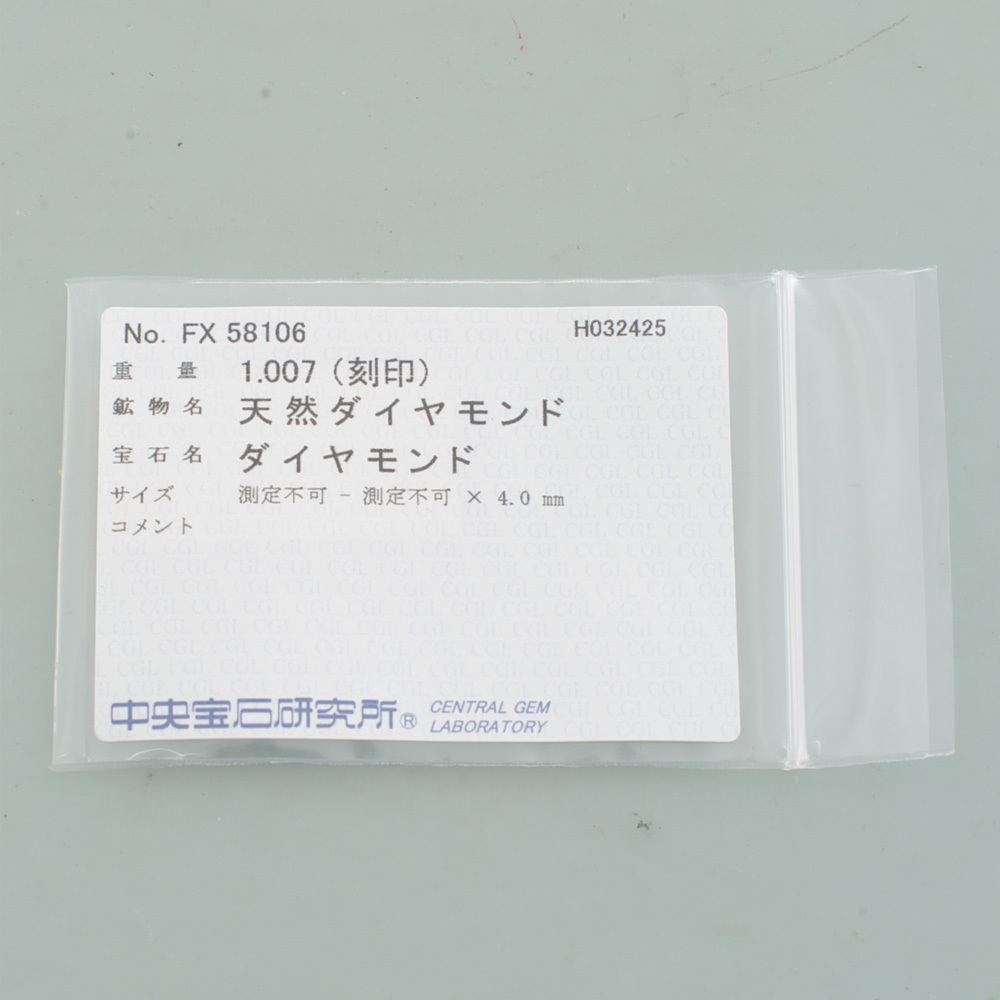 No. FX 58106 H032425
重 量 1.007 (刻印)
鉱物名 天然ダイヤモンド
宝石名 ダイヤモンド
サイズ 測定不可 - 測定不可 × 4.0 mm
コメント
中央宝石研究所® CENTRAL GEM
LABORATORY